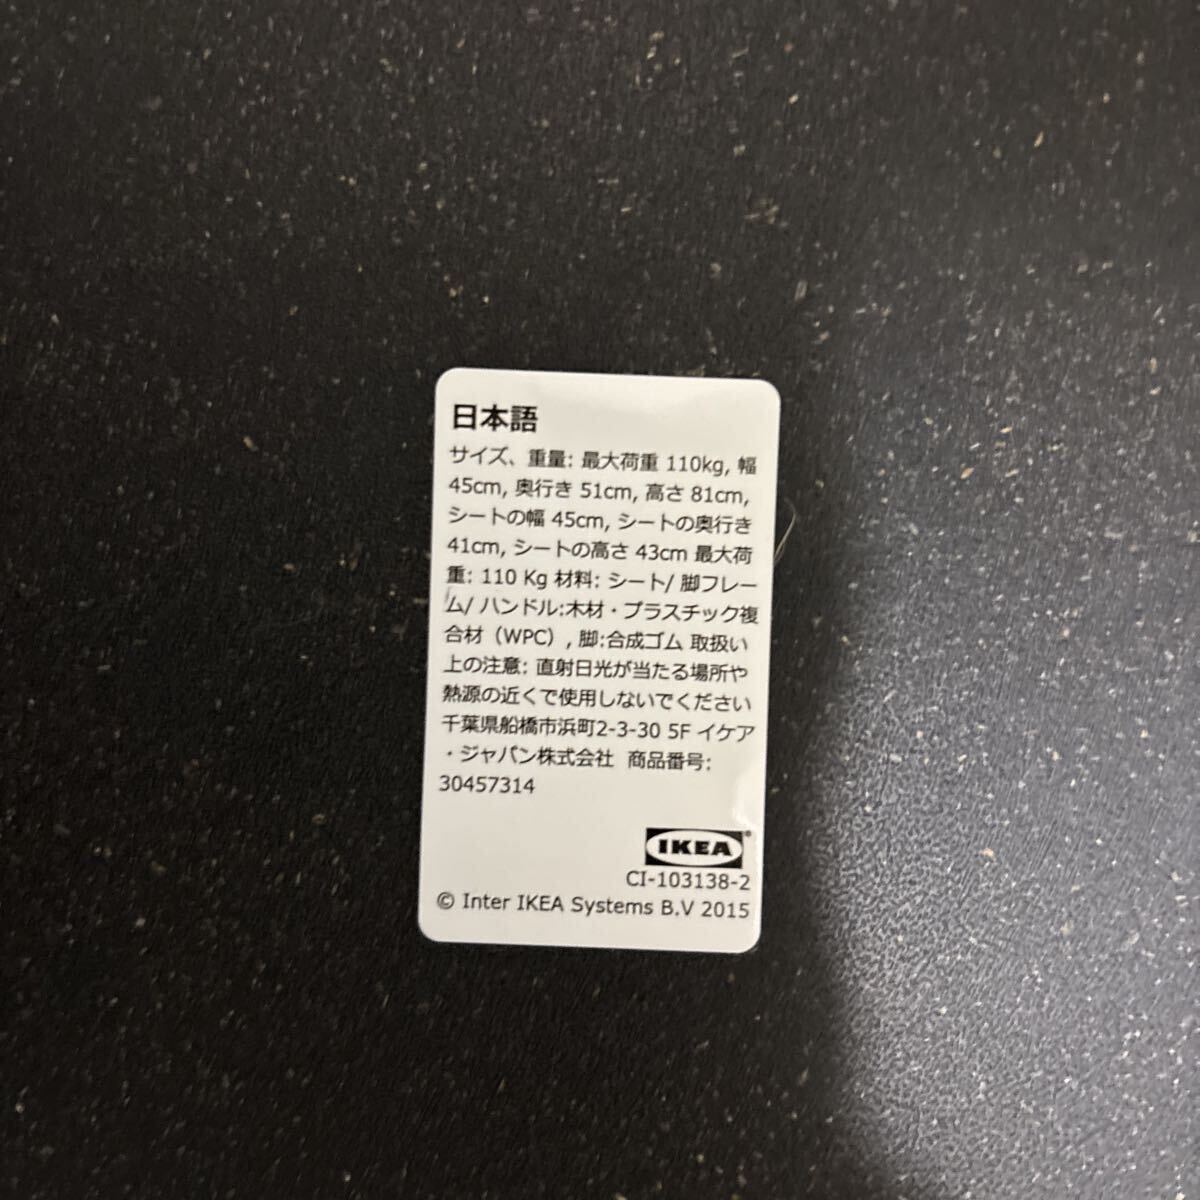 日本語
サイズ、重量: 最大荷重 110kg, 幅
45cm, 奥行き 51cm, 高さ 81cm,
シートの幅 45cm, シートの奥行き
41cm, シートの高さ 43cm 最大荷
重: 110 Kg 材料: シート/ 脚フレー
ム/ ハンドル:木材・プラスチック複
合材（WPC）, 脚:合成ゴム 取扱い
上の注意: 直射日光が当たる場所や
熱源の近くで使用しないでください
千葉県船橋市浜町2-3-30 5F イケア
・ジャパン株式会社 商品番号:
30457314
IKEA®
CI-103138-2
© Inter IKEA Systems B.V 2015